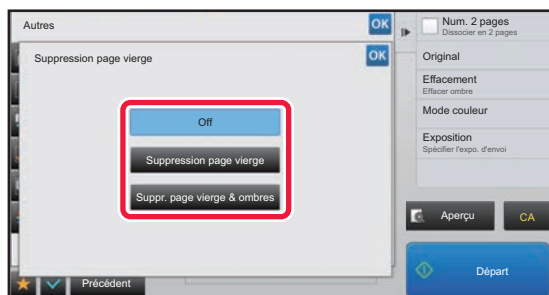 Autres
OK
Suppression page vierge
OK
Off
Suppression page vierge
Suppr. page vierge & ombres
Précédent
Num. 2 pages
Dissocier en 2 pages
Original
Effacement
Effacer ombre
Mode couleur
Exposition
Spécifier l'expo. d'envoi
Aperçu
CA
Départ